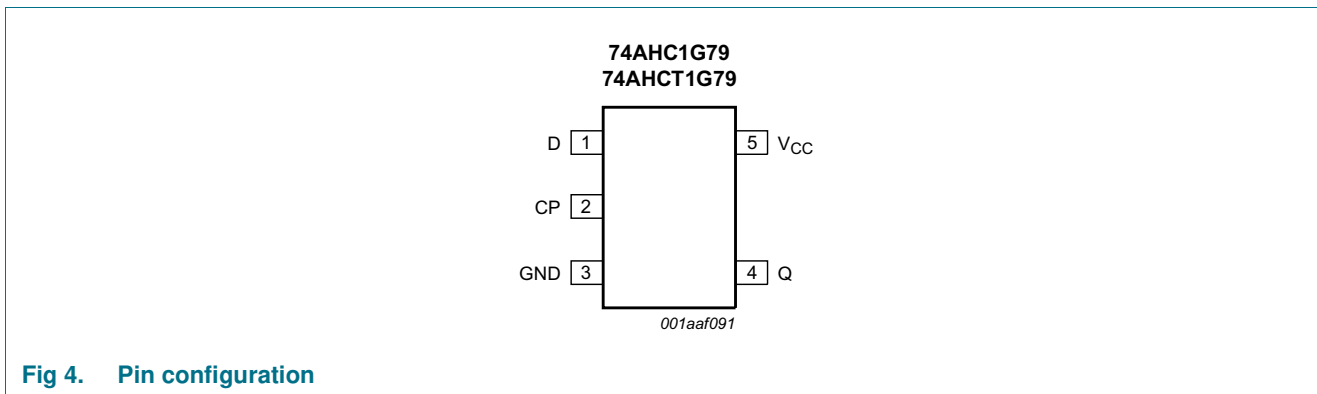 74AHC1G79
74AHCT1G79
D 1
5 VCC
CP 2
GND 3
4 Q
001aaf091
Fig 4. Pin configuration